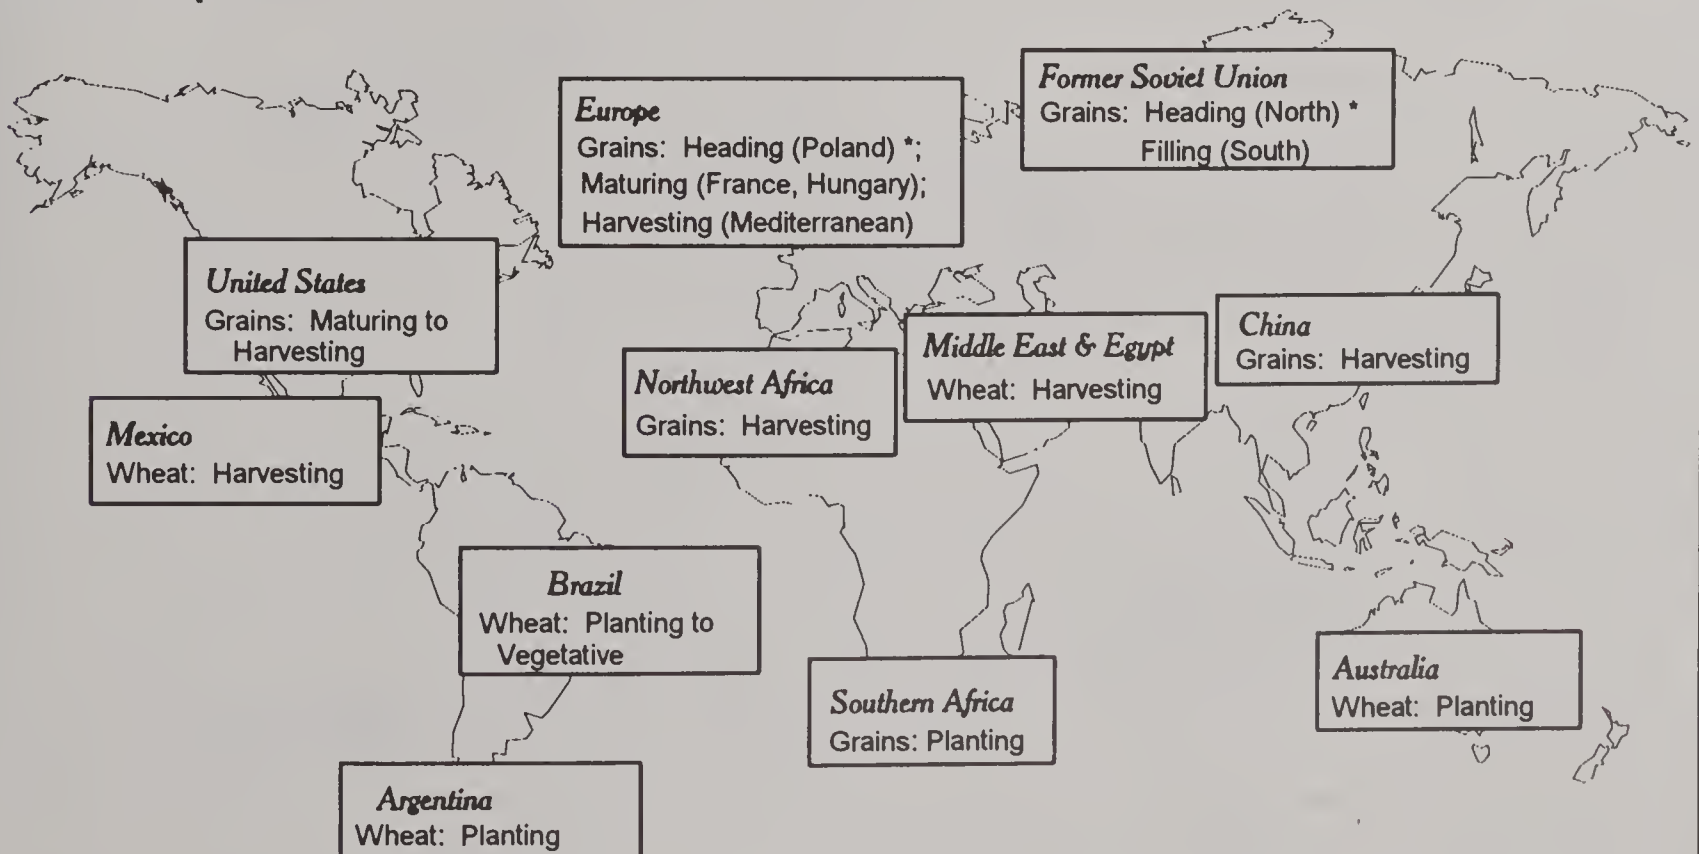 Former Soviet Union
Grains: Heading (North) *
Filling (South)
Europe
Grains: Heading (Poland) *;
Maturing (France, Hungary);
Harvesting (Mediterranean)
United States
Grains: Maturing to
Harvesting
China
Grains: Harvesting
Middle East & Egypt
Wheat: Harvesting
Northwest Africa
Grains: Harvesting
Mexico
Wheat: Harvesting
Brazil
Wheat: Planting to
Vegetative
Southern Africa
Grains: Planting
Australia
Wheat: Planting
Argentina
Wheat: Planting